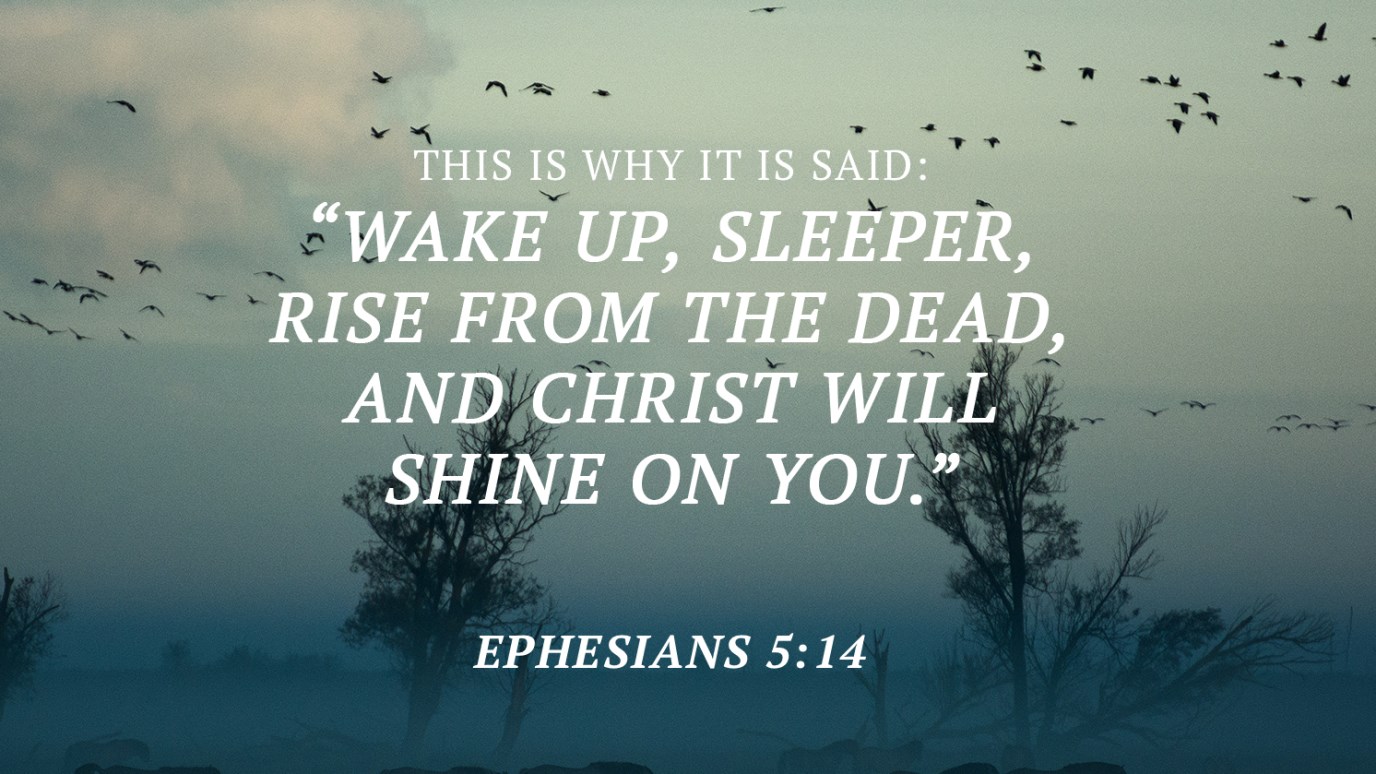 THIS IS WHY IT IS SAID:
“WAKE UP, SLEEPER,
RISE FROM THE DEAD,
AND CHRIST WILL
SHINE ON YOU.”
EPHESIANS 5:14